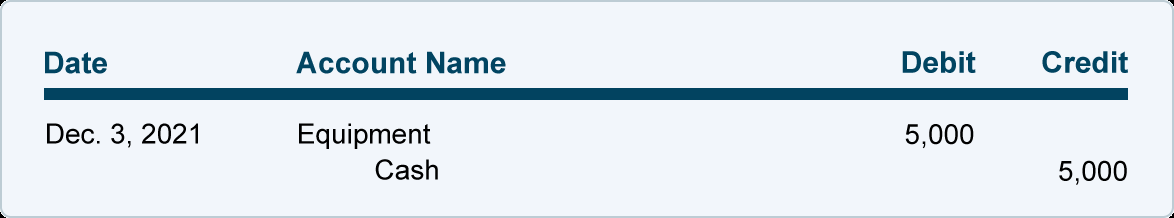 Date Account Name Debit Credit
Dec. 3, 2021 Equipment 5,000
Cash 5,000